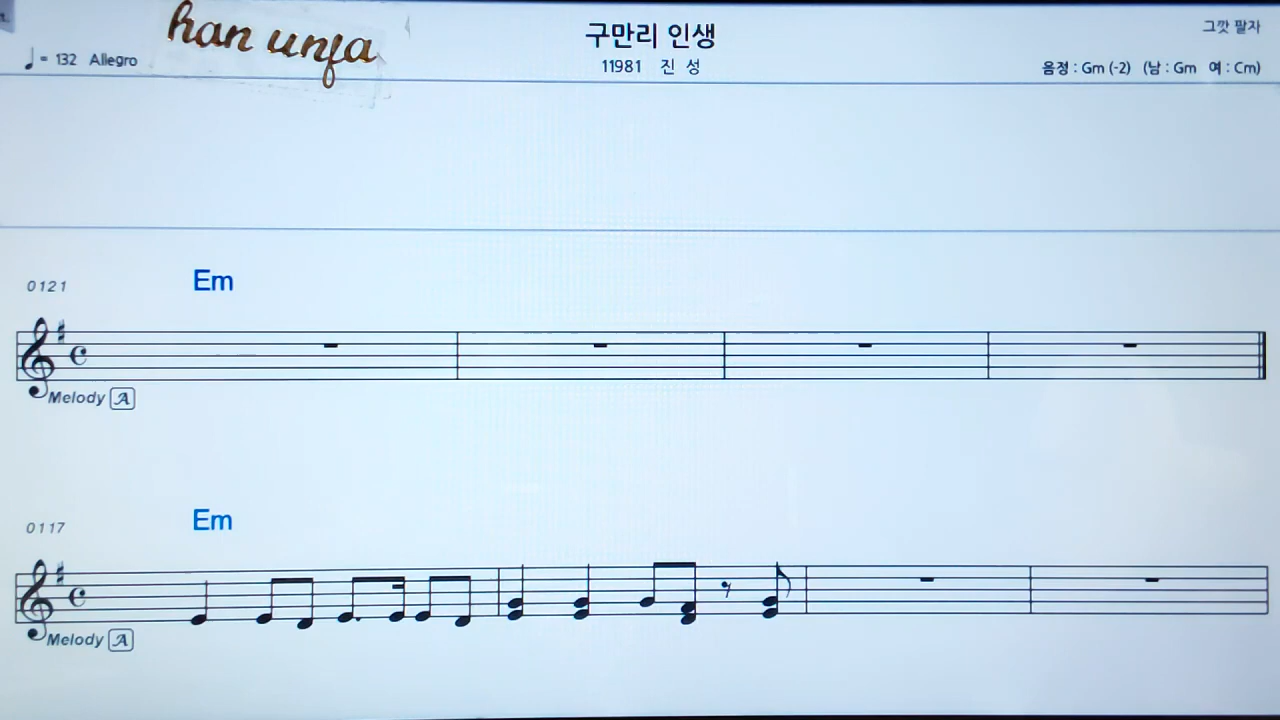 han unja
구만리 인생
그깟 팔자
♩ = 132 Allegro
11981 진 성
음정 : Gm (-2) (남 : Gm 여 : Cm)
0121
Em
Melody A
0117
Em
Melody A